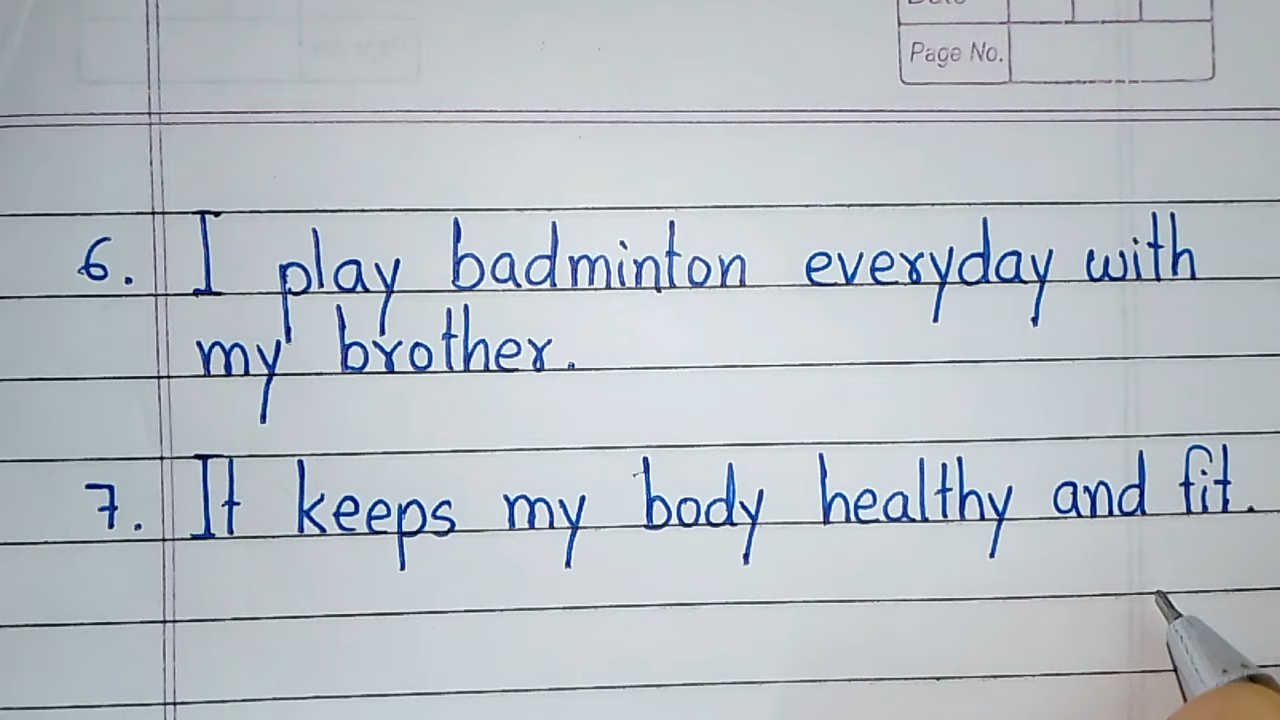 Page No.
6. I play badminton everyday with
my brother.
7. It keeps my body healthy and fit.